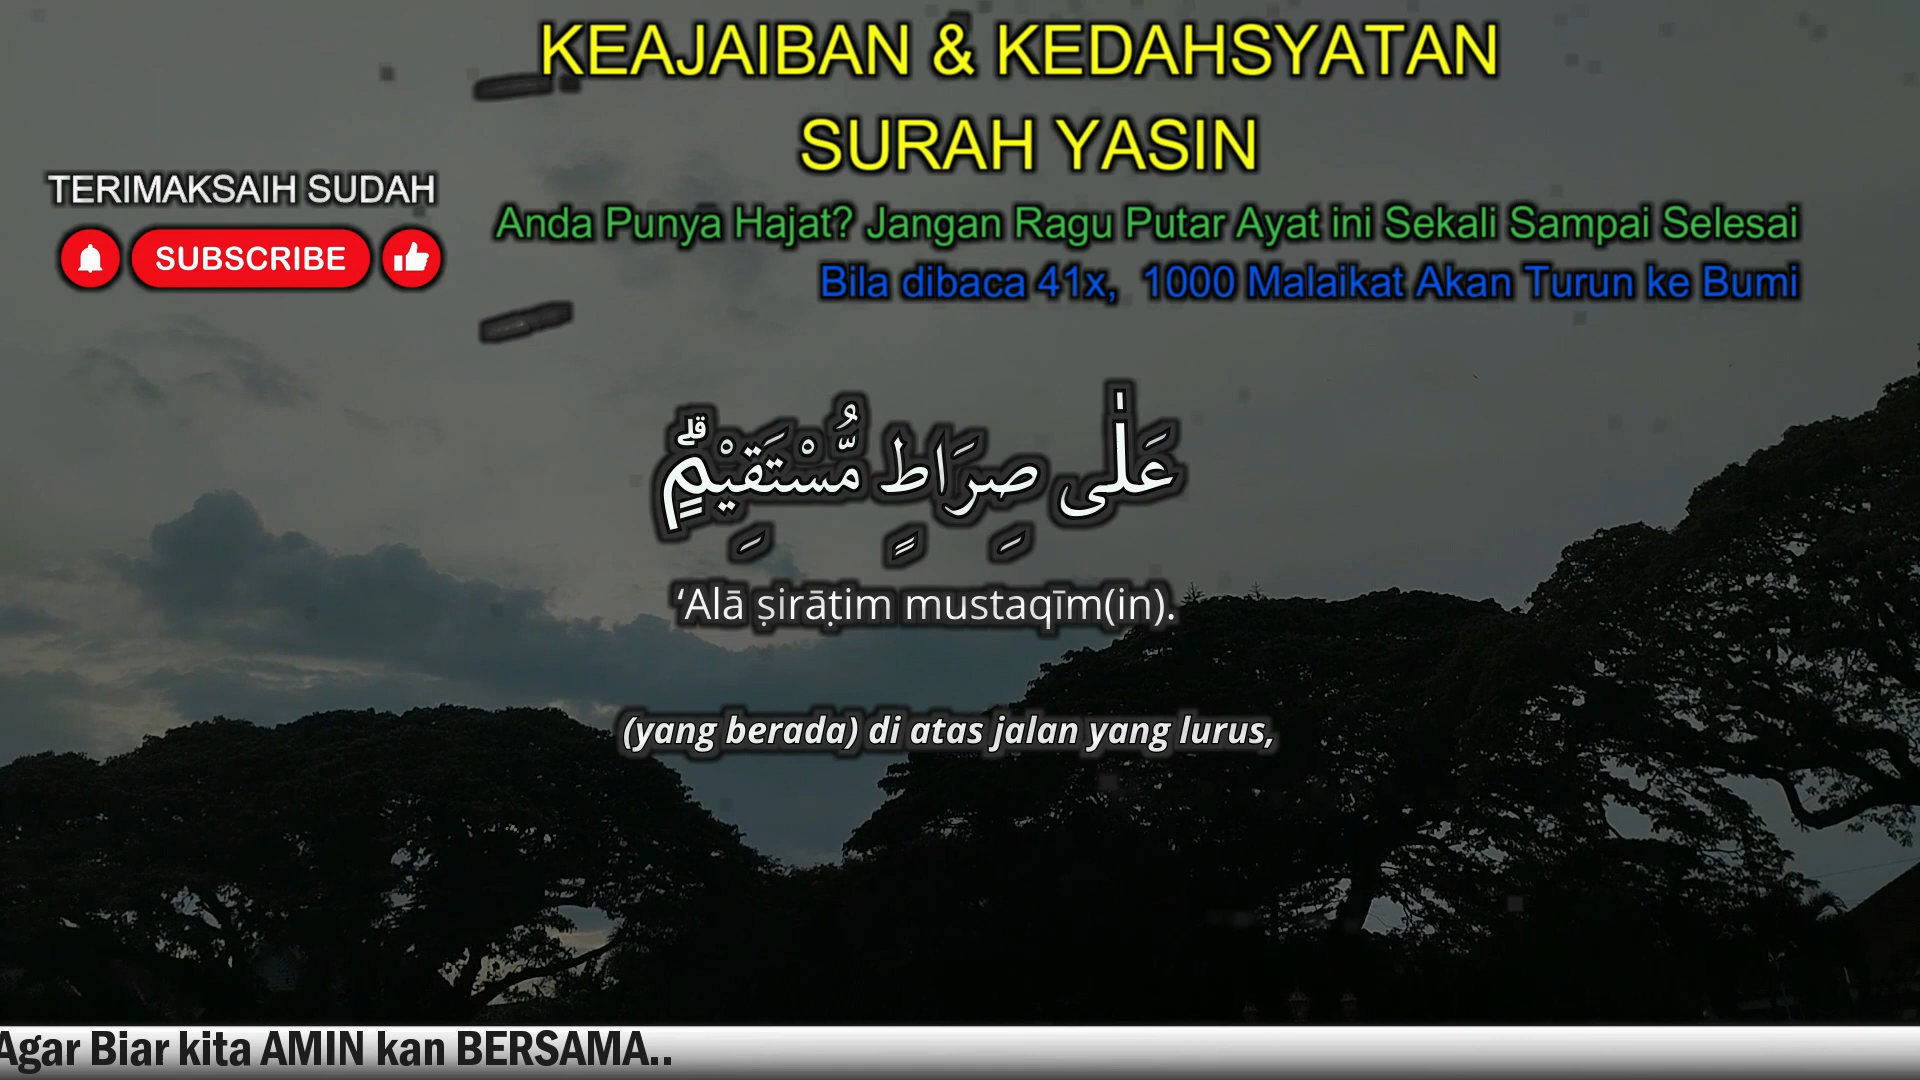 KEAJAIBAN & KEDAHSYATAN
SURAH YASIN
TERIMAKSAIH SUDAH
SUBSCRIBE
Anda Punya Hajat? Jangan Ragu Putar Ayat ini Sekali Sampai Selesai
Bila dibaca 41x, 1000 Malaikat Akan Turun ke Bumi
عَلٰى صِرَاطٍ مُّسْتَقِيْمٍۗ
‘Alā ṣirāṭim mustaqīm(in).
(yang berada) di atas jalan yang lurus,
Agar Biar kita AMIN kan BERSAMA..